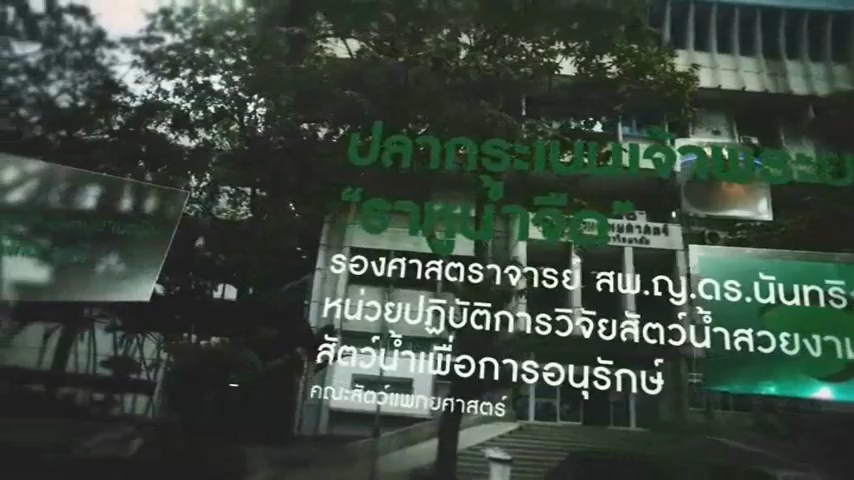 ปลากระเบนเจ้าพระย
“ราหูน้ำจืด”
รองศาสตราจารย์ สพ.ญ.ดร.นันทริ
หน่วยปฏิบัติการวิจัยสัตว์น้ำสวยงา
สัตว์น้ำเพื่อการอนุรักษ์
คณะสัตว์แพทยศาสตร์